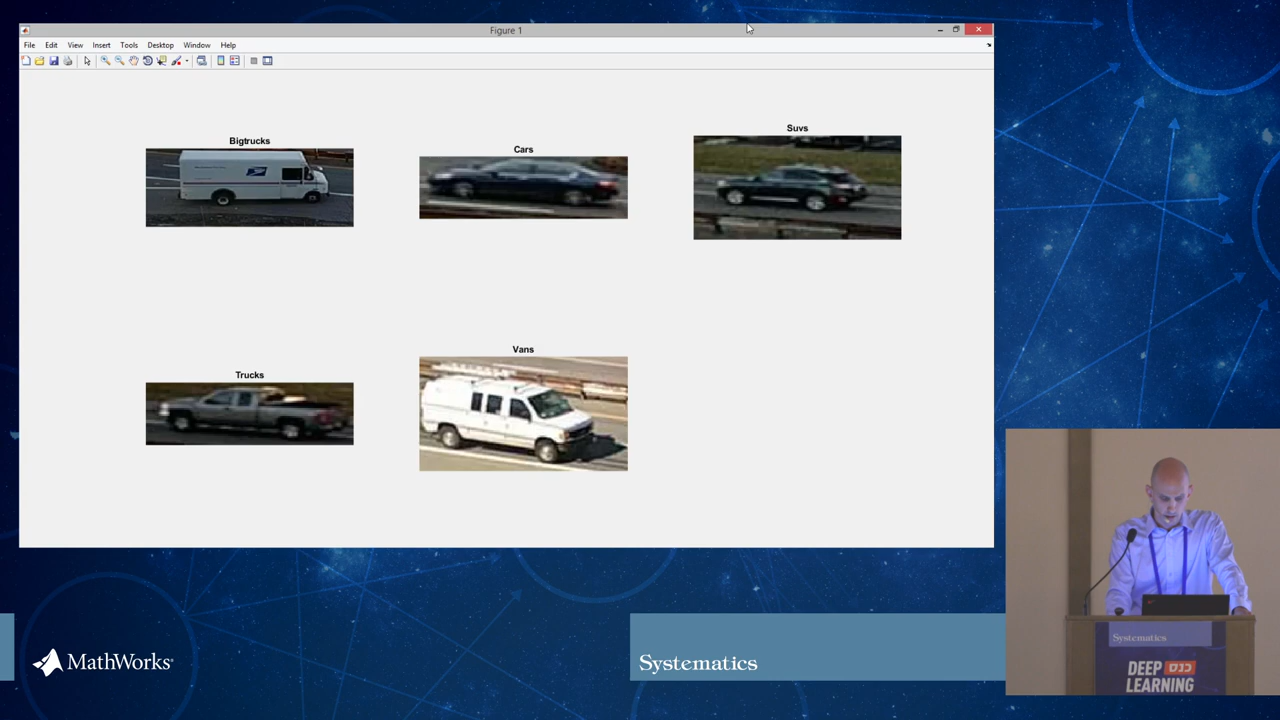 Figure 1
File Edit View Insert Tools Desktop Window Help
Bigtrucks
Cars
Suvs
Trucks
Vans
MathWorks®
Systematics
Systematics
DEEP כנס
LEARNING